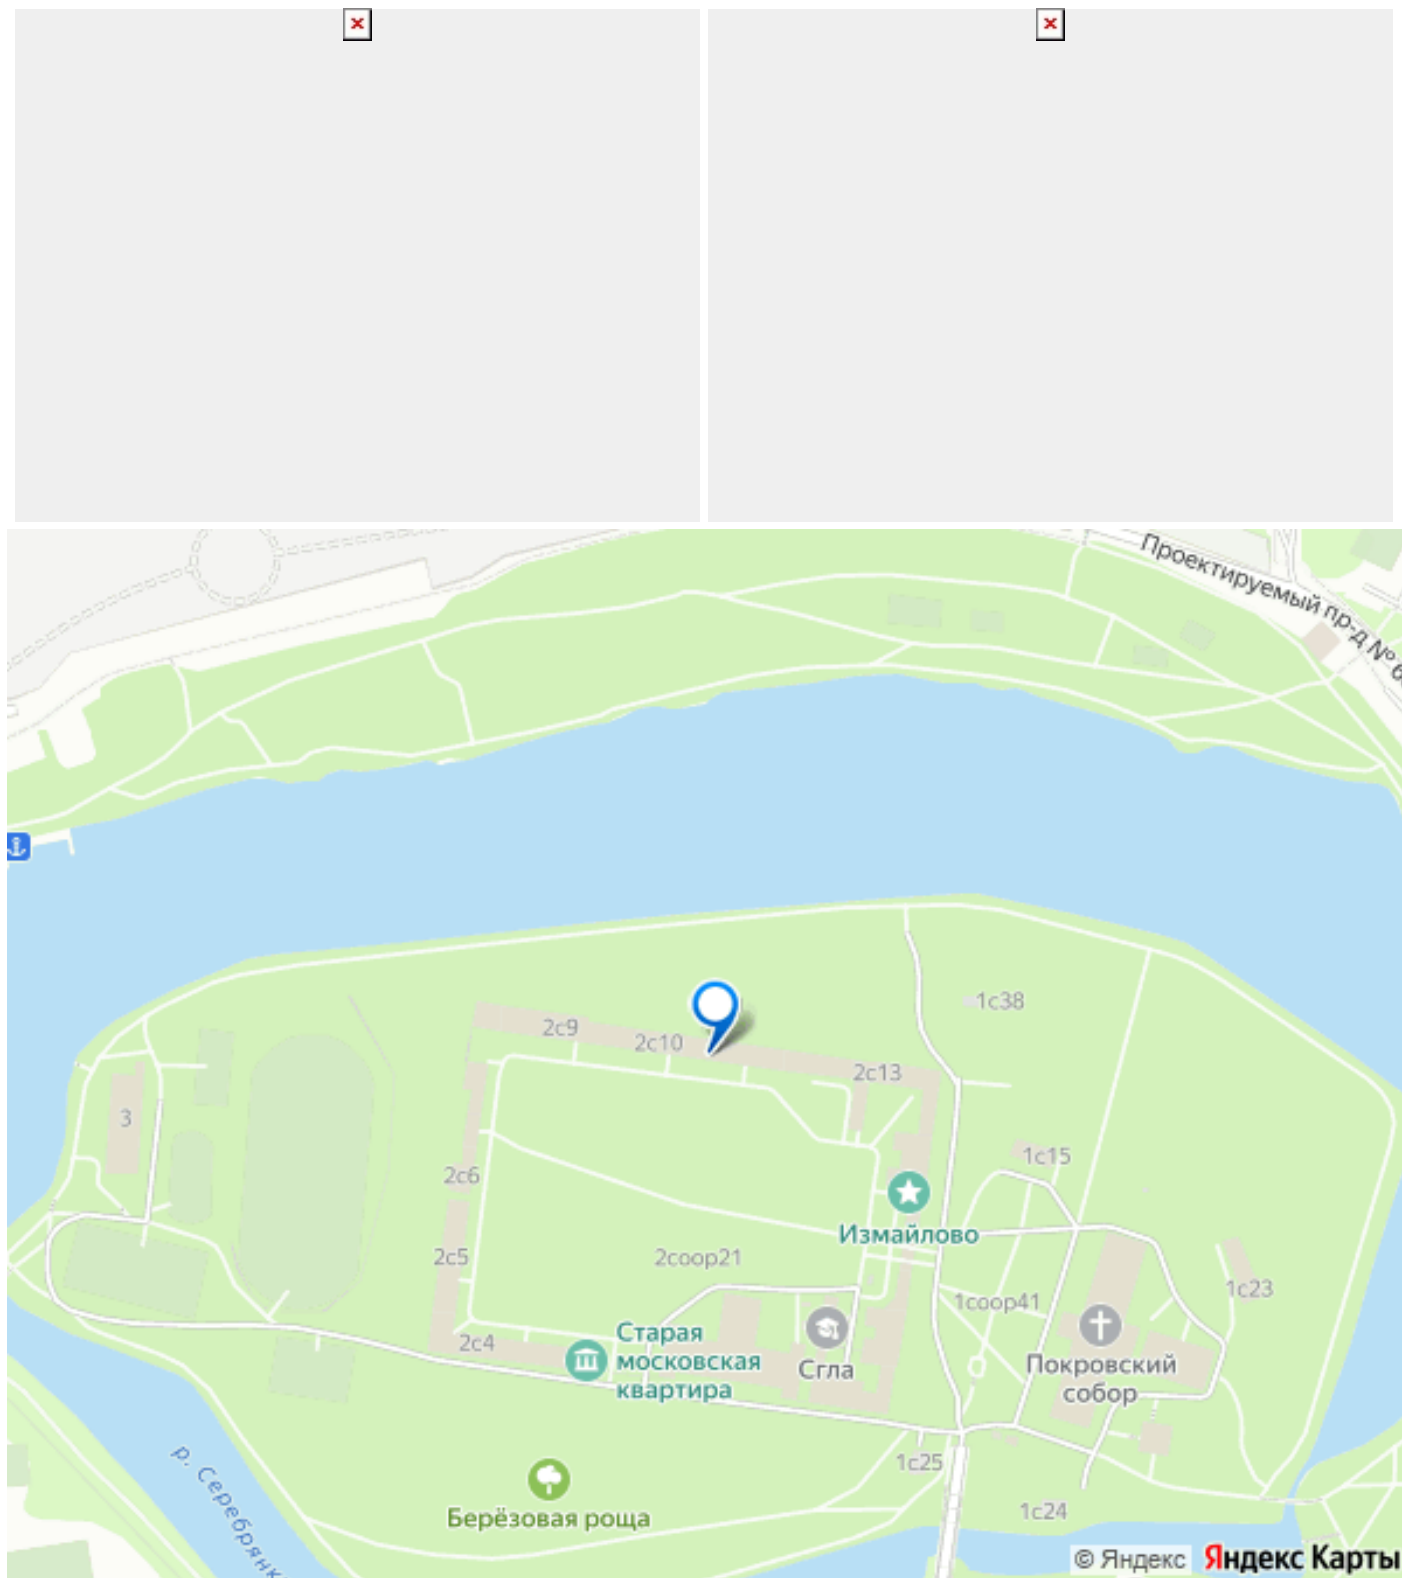 Проектируемый пр-д № 6
1с38
2с9
2с10
2с13
3
1с15
2с6
Измайлово
2с5
2соор21
1с23
1соор41
Старая
московская
квартира
2с4
Сгла
Покровский
собор
р. Серебрянк
1с25
Берёзовая роща
1с24
© Яндекс Яндекс Карты